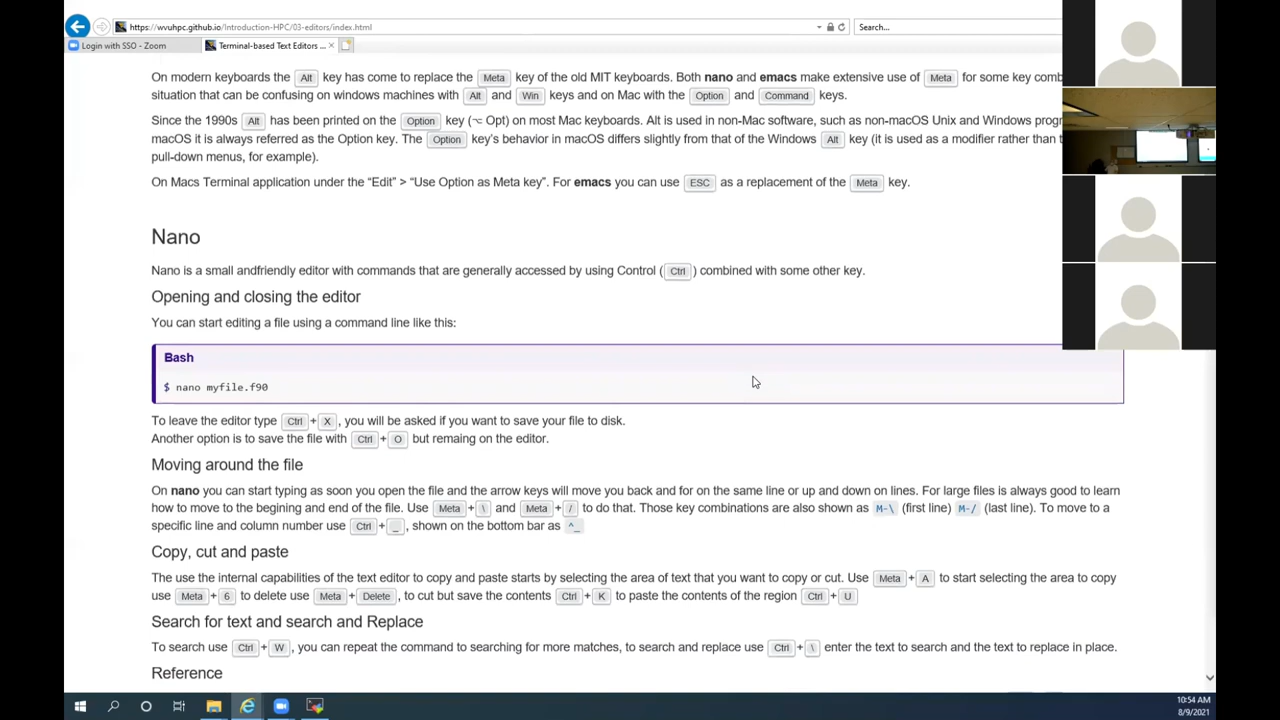 https://wvuhpc.github.io/Introduction-HPC/03-editors/index.html
Search...
Login with SSO - Zoom
Terminal-based Text Editors ...
On modern keyboards the Alt key has come to replace the Meta key of the old MIT keyboards. Both nano and emacs make extensive use of Meta for some key comb
situation that can be confusing on windows machines with Alt and Win keys and on Mac with the Option and Command keys.
Since the 1990s Alt has been printed on the Option key (⌥ Opt) on most Mac keyboards. Alt is used in non-Mac software, such as non-macOS Unix and Windows prog
macOS it is always referred as the Option key. The Option key's behavior in macOS differs slightly from that of the Windows Alt key (it is used as a modifier rather than t
pull-down menus, for example).
On Macs Terminal application under the “Edit” > “Use Option as Meta key”. For emacs you can use ESC as a replacement of the Meta key.
Nano
Nano is a small andfriendly editor with commands that are generally accessed by using Control ( Ctrl ) combined with some other key.
Opening and closing the editor
You can start editing a file using a command line like this:
Bash
$ nano myfile.f90
To leave the editor type Ctrl + X , you will be asked if you want to save your file to disk.
Another option is to save the file with Ctrl + O but remaing on the editor.
Moving around the file
On nano you can start typing as soon you open the file and the arrow keys will move you back and for on the same line or up and down on lines. For large files is always good to learn
how to move to the begining and end of the file. Use Meta + \ and Meta + / to do that. Those key combinations are also shown as M-\ (first line) M-/ (last line). To move to a
specific line and column number use Ctrl + _ , shown on the bottom bar as ^_
Copy, cut and paste
The use the internal capabilities of the text editor to copy and paste starts by selecting the area of text that you want to copy or cut. Use Meta + A to start selecting the area to copy
use Meta + 6 to delete use Meta + Delete , to cut but save the contents Ctrl + K to paste the contents of the region Ctrl + U
Search for text and search and Replace
To search use Ctrl + W , you can repeat the command to searching for more matches, to search and replace use Ctrl + \ enter the text to search and the text to replace in place.
Reference
10:54 AM
8/9/2021